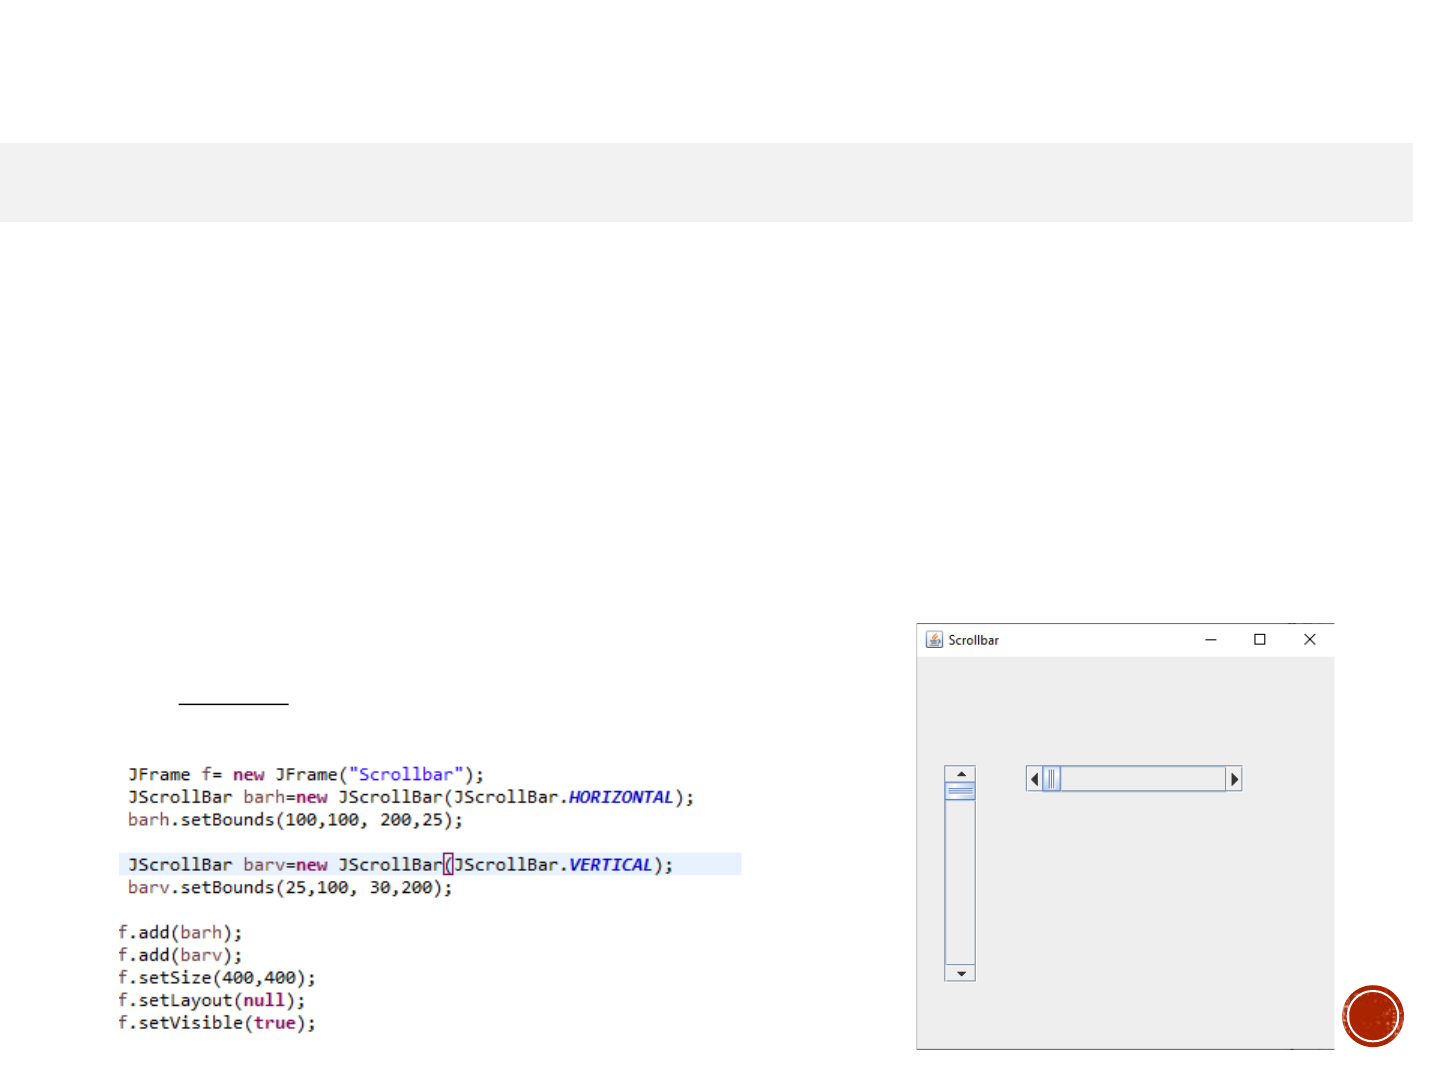 Scrollbar
JFrame f= new JFrame("Scrollbar");
JScrollBar barh=new JScrollBar(JScrollBar.HORIZONTAL);
barh.setBounds(100,100, 200,25);
JScrollBar barv=new JScrollBar(JScrollBar.VERTICAL);
barv.setBounds(25,100, 30,200);
f.add(barh);
f.add(barv);
f.setSize(400,400);
f.setLayout(null);
f.setVisible(true);